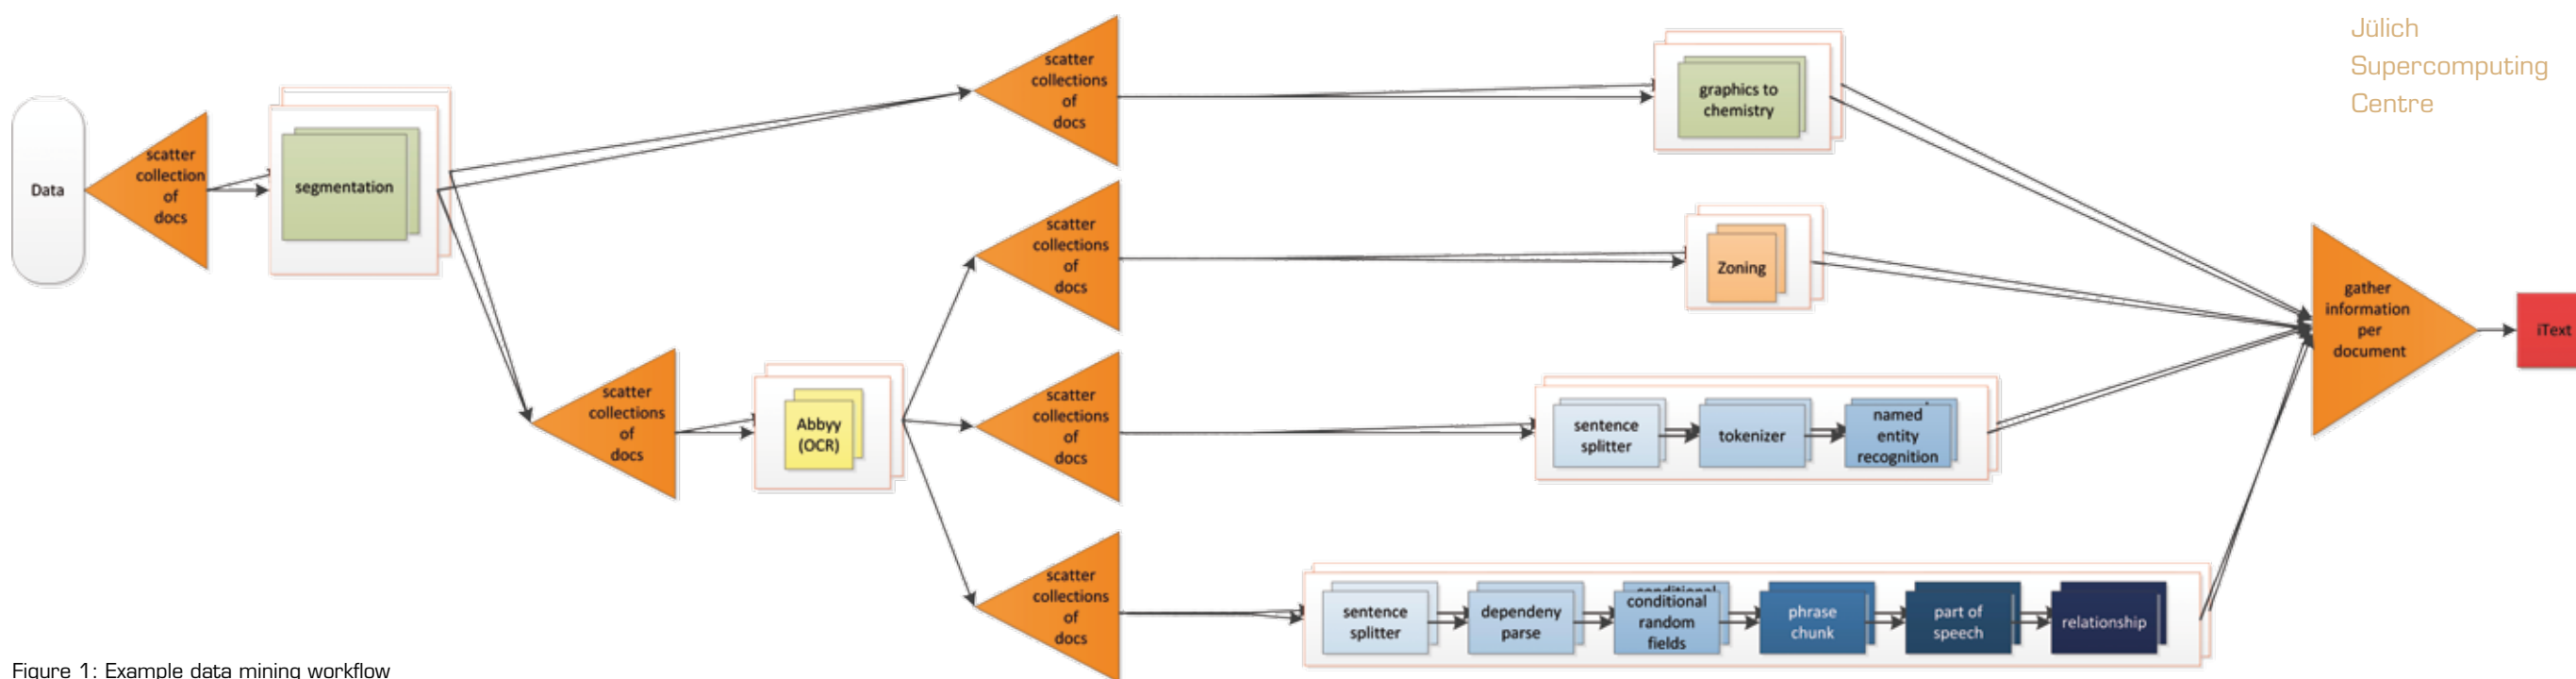 Jülich
Supercomputing
Centre
Data
scatter
collection
of
docs
segmentation
scatter
collections
of
docs
graphics to
chemistry
scatter
collections
of
docs
Zoning
scatter
collections
of
docs
Abbyy
(OCR)
scatter
collections
of
docs
sentence
splitter
tokenizer
named
entity
recognition
scatter
collections
of
docs
sentence
splitter
dependeny
parse
conditional
conditional
random
fields
phrase
chunk
part of
speech
relationship
gather
information
per
document
iText
Figure 1: Example data mining workflow